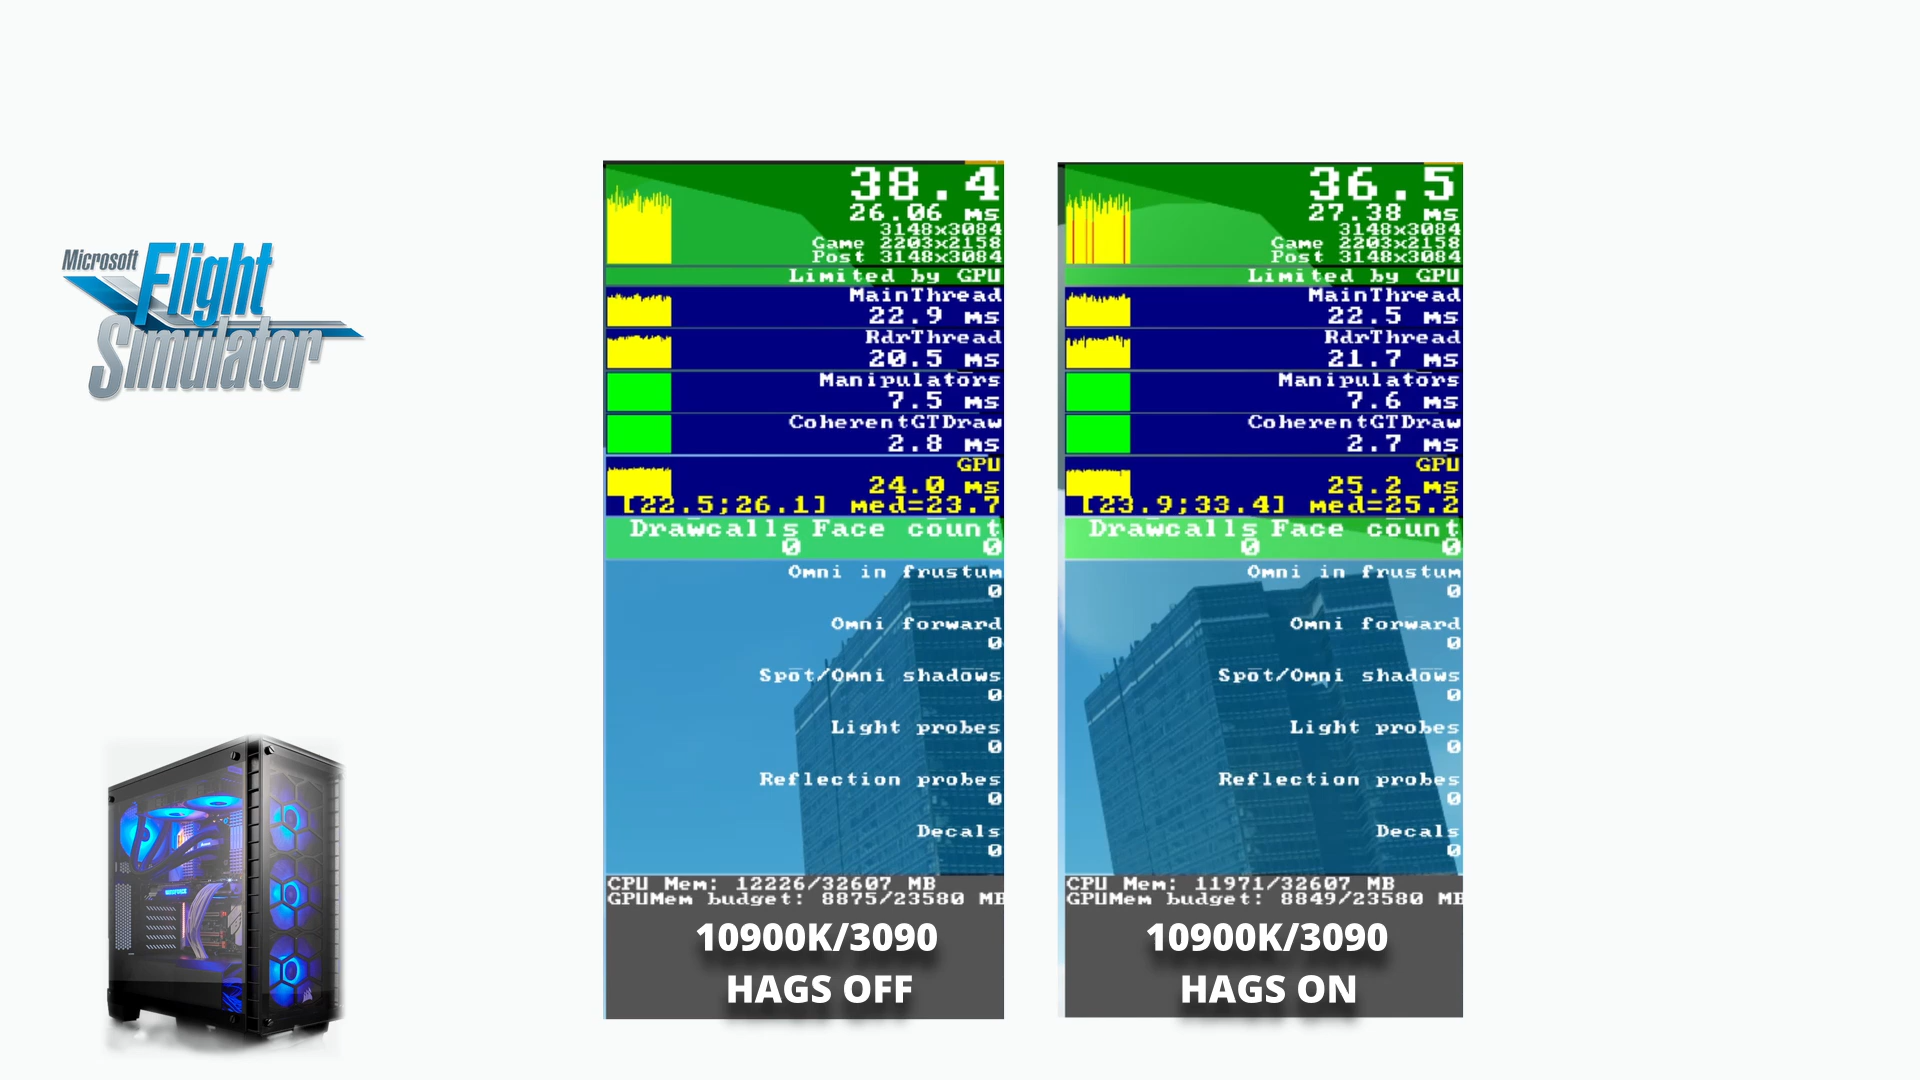 Microsoft
Flight
Simulator
38.4
26.06 ms
3148x3084
Game 2203x2158
Post 3148x3084
Limited by GPU
MainThread
22.9 ms
RdrThread
20.5 ms
Manipulators
7.5 ms
CoherentGTDraw
2.8 ms
GPU
24.0 ms
[22.5;26.1] med=23.7
Drawcalls Face count
0 0
Omni in frustum
0
Omni forward
0
Spot/Omni shadows
0
Light probes
0
Reflection probes
0
Decals
0
CPU Mem: 12226/32607 MB
GPUMem budget: 8875/23580 MB
10900K/3090
HAGS OFF
36.5
27.38 ms
3148x3084
Game 2203x2158
Post 3148x3084
Limited by GPU
MainThread
22.5 ms
RdrThread
21.7 ms
Manipulators
7.6 ms
CoherentGTDraw
2.7 ms
GPU
25.2 ms
[23.9;33.4] med=25.2
Drawcalls Face count
0 0
Omni in frustum
0
Omni forward
0
Spot/Omni shadows
0
Light probes
0
Reflection probes
0
Decals
0
CPU Mem: 11971/32607 MB
GPUMem budget: 8849/23580 MB
10900K/3090
HAGS ON